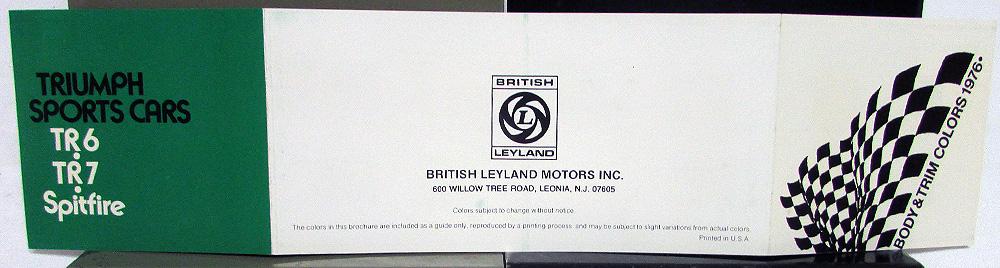 TRIUMPH
SPORTS CARS
TR6
TR7
Spitfire
BRITISH
L
LEYLAND
BRITISH LEYLAND MOTORS INC.
600 WILLOW TREE ROAD, LEONIA, N.J. 07605
Colors subject to change without notice.
The colors in this brochure are included as a guide only, reproduced by a printing process, and may be subject to slight variations from actual colors.
Printed in U.S.A.
BODY & TRIM COLORS 1976